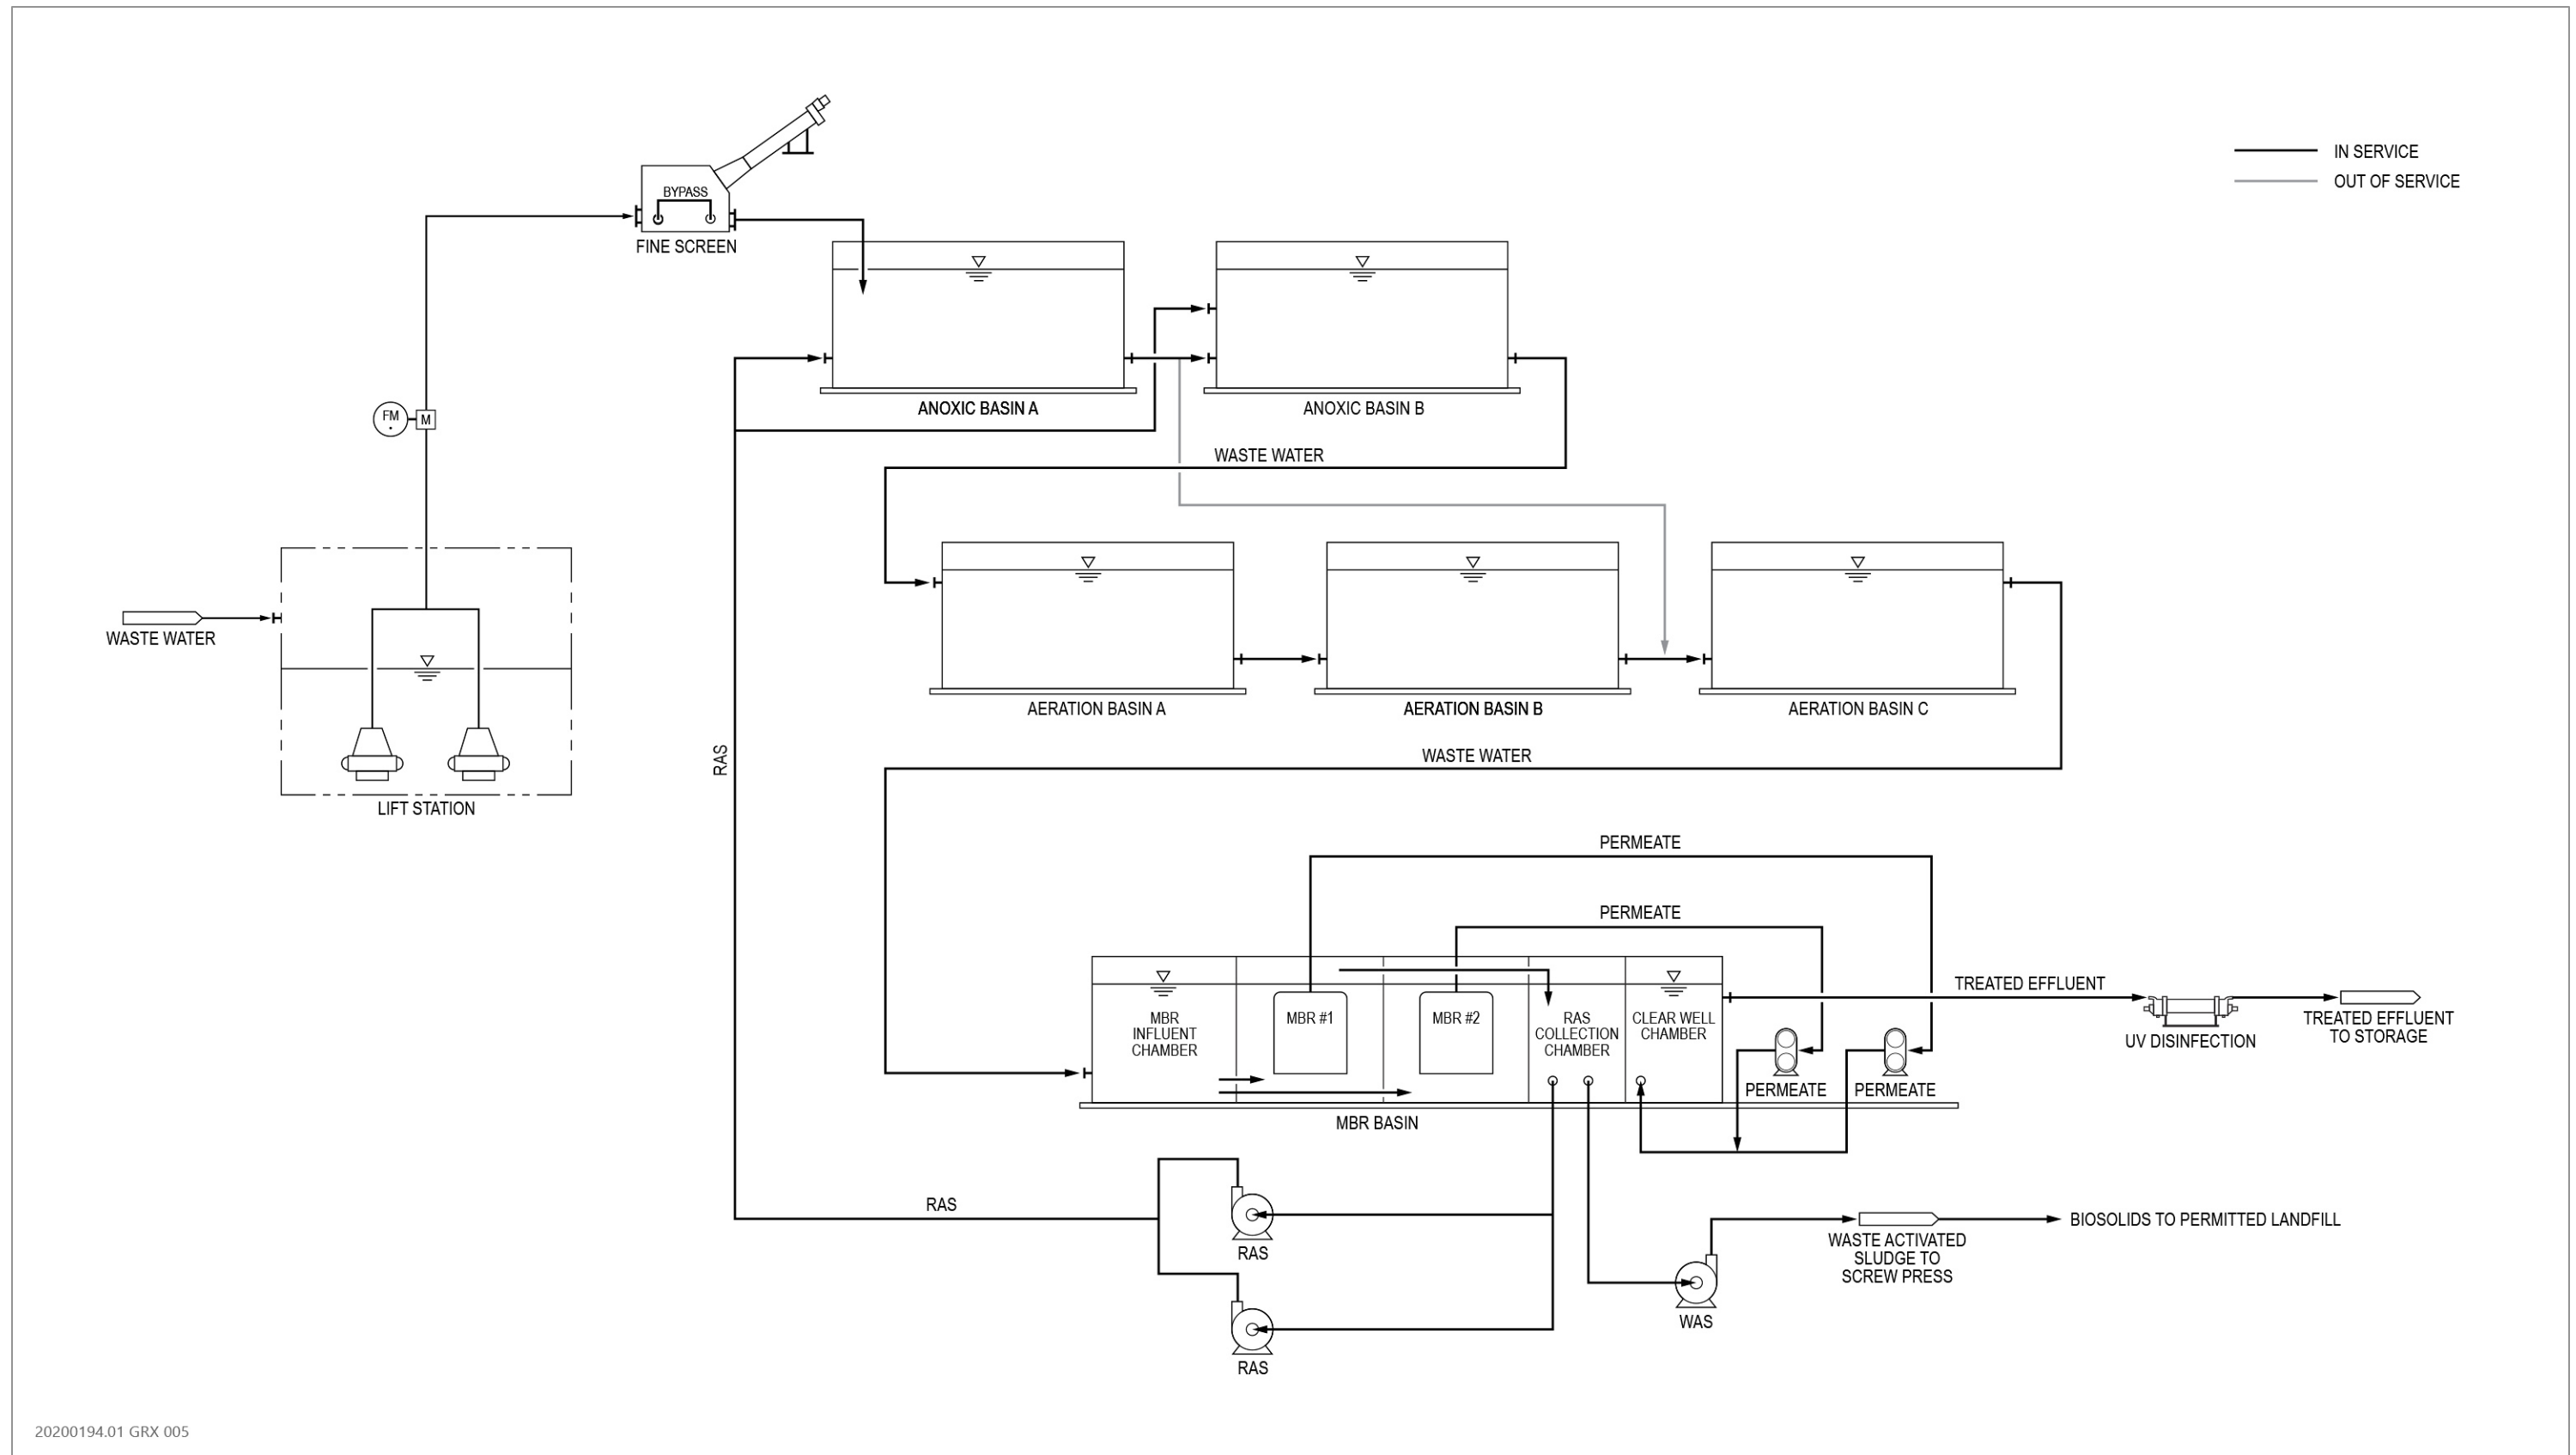 IN SERVICE
OUT OF SERVICE
BYPASS
FINE SCREEN
ANOXIC BASIN A
ANOXIC BASIN B
FM
M
WASTE WATER
WASTE WATER
LIFT STATION
AERATION BASIN A
AERATION BASIN B
AERATION BASIN C
WASTE WATER
RAS
PERMEATE
PERMEATE
MBR
INFLUENT
CHAMBER
MBR #1
MBR #2
RAS
COLLECTION
CHAMBER
CLEAR WELL
CHAMBER
MBR BASIN
PERMEATE
PERMEATE
TREATED EFFLUENT
UV DISINFECTION
TREATED EFFLUENT
TO STORAGE
RAS
RAS
RAS
WAS
WASTE ACTIVATED
SLUDGE TO
SCREW PRESS
BIOSOLIDS TO PERMITTED LANDFILL
20200194.01 GRX 005